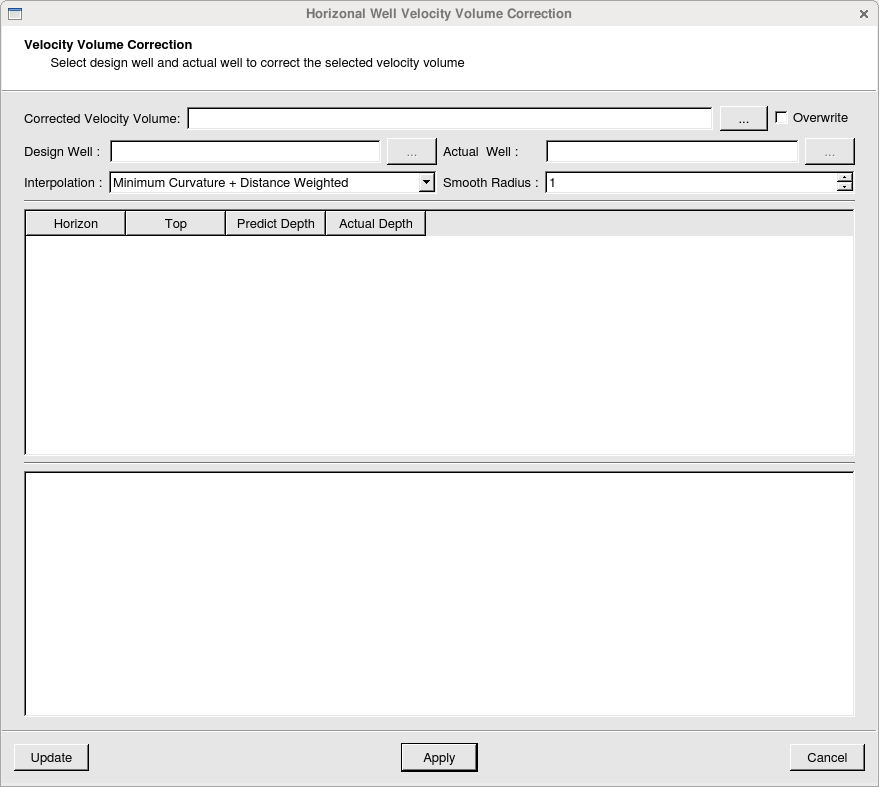 Horizonal Well Velocity Volume Correction
Velocity Volume Correction
Select design well and actual well to correct the selected velocity volume
Corrected Velocity Volume: ... Overwrite
Design Well : ... Actual Well : ...
Interpolation : Minimum Curvature + Distance Weighted Smooth Radius : 1
Horizon Top Predict Depth Actual Depth
Update Apply Cancel